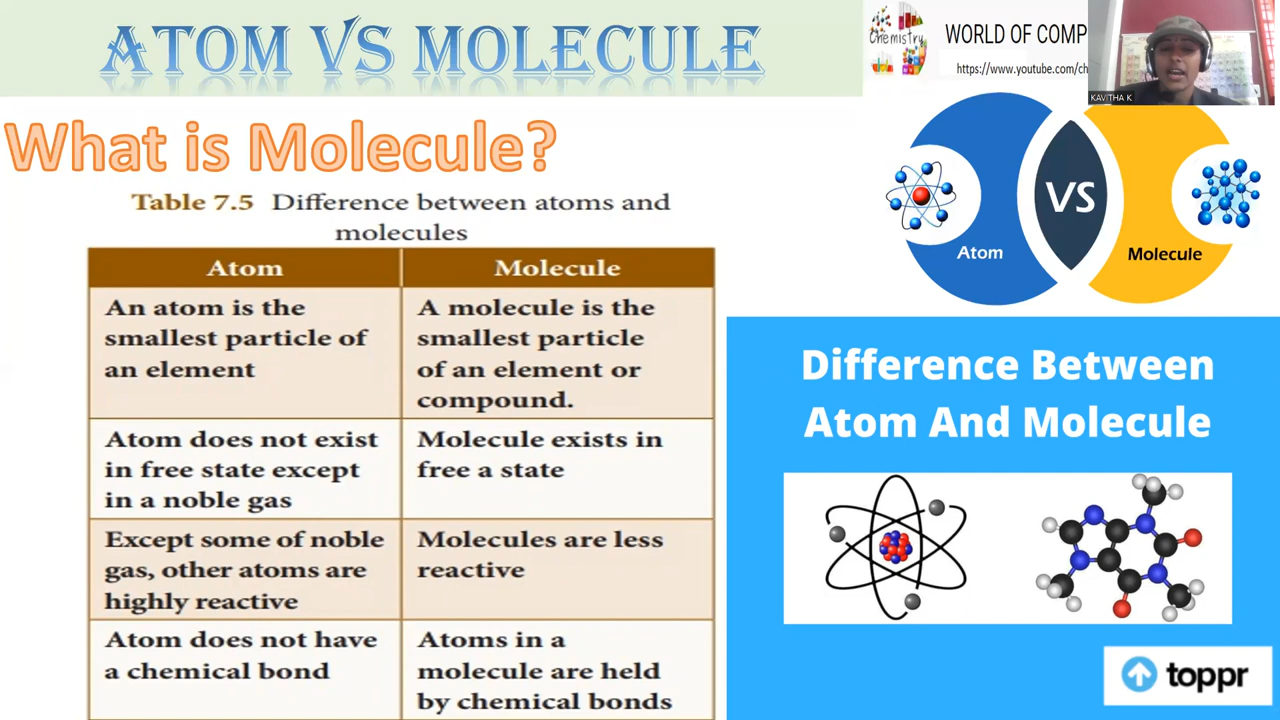 ATOM VS MOLECULE
What is Molecule?
Table 7.5 Difference between atoms and
molecules
Atom
Molecule
An atom is the
smallest particle of
an element
A molecule is the
smallest particle
of an element or
compound.
Atom does not exist
in free state except
in a noble gas
Molecule exists in
free a state
Except some of noble
gas, other atoms are
highly reactive
Molecules are less
reactive
Atom does not have
a chemical bond
Atoms in a
molecule are held
by chemical bonds
Chemistry
WORLD OF COMP
https://www.youtube.com/ch
KAVITHA K
VS
Atom
Molecule
Difference Between
Atom And Molecule
toppr